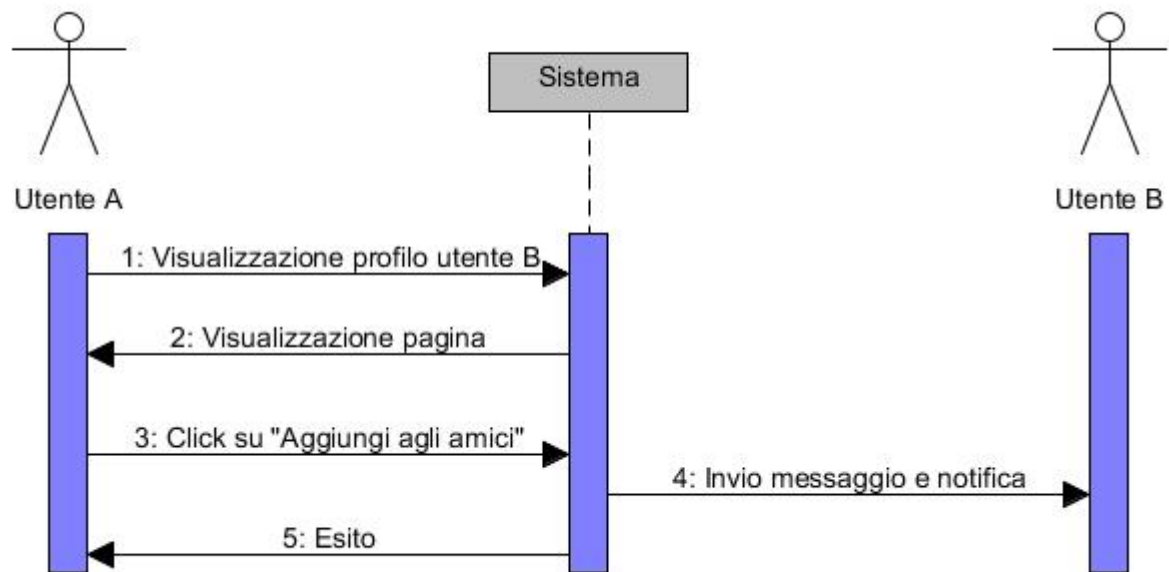 Sistema
Utente A
Utente B
1: Visualizzazione profilo utente B
2: Visualizzazione pagina
3: Click su "Aggiungi agli amici"
4: Invio messaggio e notifica
5: Esito